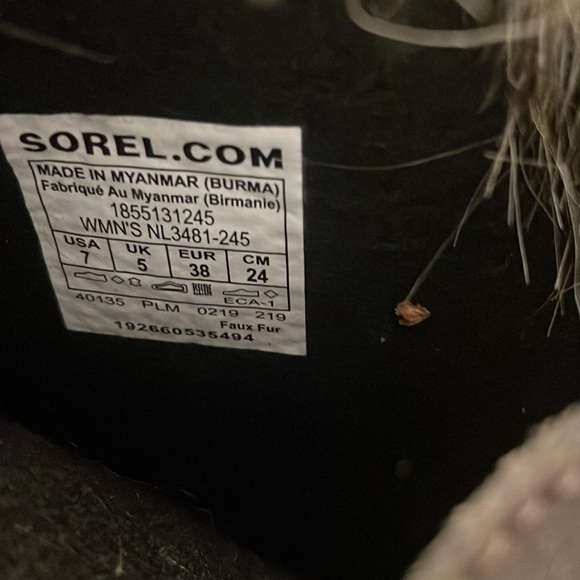 SOREL.COM
MADE IN MYANMAR (BURMA)
Fabriqué Au Myanmar (Birmanie)
1855131245
WMN'S NL3481-245
USA UK EUR CM
7 5 38 24
ECA-1
40135 PLM 0219 219
Faux Fur
192660535494